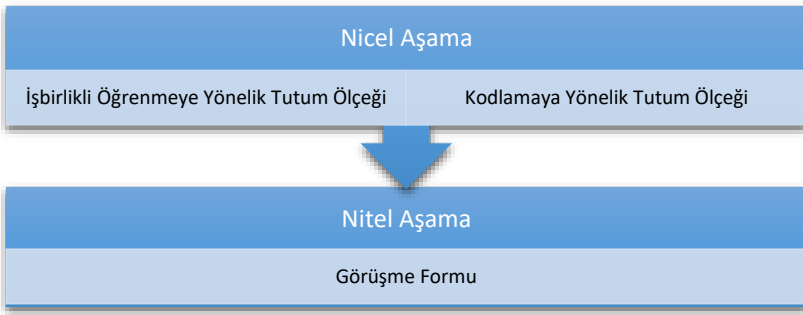 Nicel Aşama
İşbirlikli Öğrenmeye Yönelik Tutum Ölçeği
Kodlamaya Yönelik Tutum Ölçeği
Nitel Aşama
Görüşme Formu